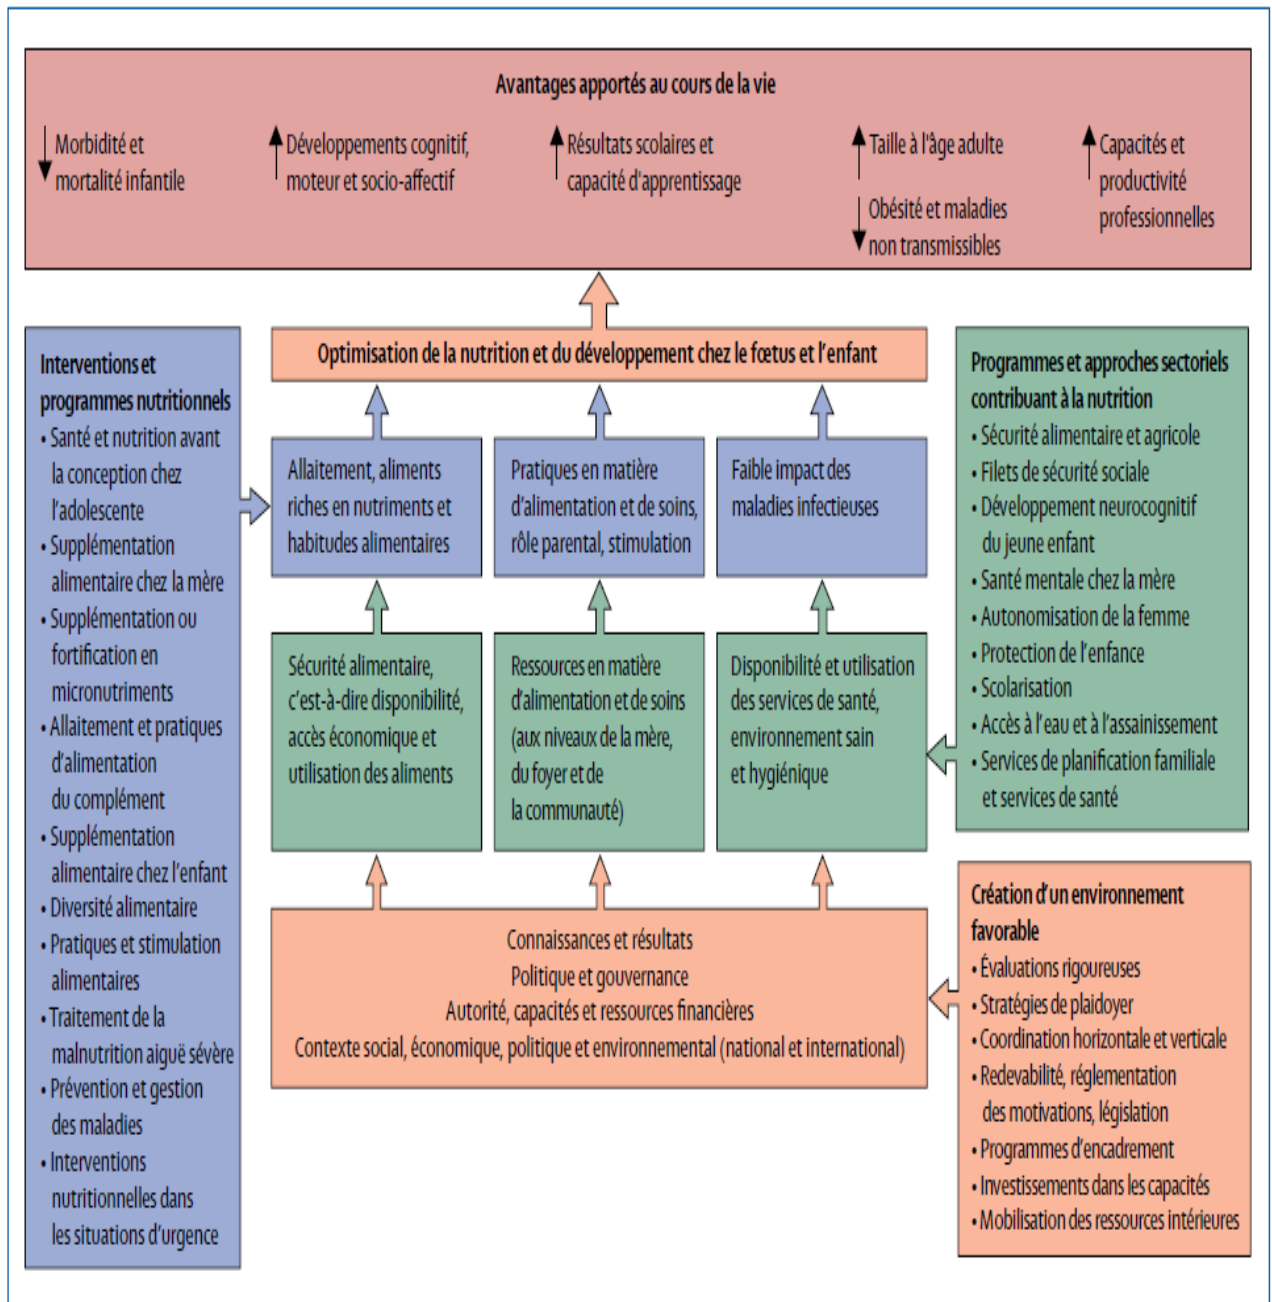 Avantages apportés au cours de la vie
Morbidité et
mortalité infantile
Développements cognitif,
moteur et socio-affectif
Résultats scolaires et
capacité d'apprentissage
Taille à l'âge adulte
Obésité et maladies
non transmissibles
Capacités et
productivité
professionnelles
Optimisation de la nutrition et du développement chez le fœtus et l'enfant
Interventions et
programmes nutritionnels
• Santé et nutrition avant
la conception chez
l'adolescente
• Supplémentation
alimentaire chez la mère
• Supplémentation ou
fortification en
micronutriments
• Allaitement et pratiques
d'alimentation
du complément
• Supplémentation
alimentaire chez l'enfant
• Diversité alimentaire
• Pratiques et stimulation
alimentaires
• Traitement de la
malnutrition aiguë sévère
• Prévention et gestion
des maladies
• Interventions
nutritionnelles dans
les situations d'urgence
Allaitement, aliments
riches en nutriments et
habitudes alimentaires
Pratiques en matière
d'alimentation et de soins,
rôle parental, stimulation
Faible impact des
maladies infectieuses
Sécurité alimentaire,
c'est-à-dire disponibilité,
accès économique et
utilisation des aliments
Ressources en matière
d'alimentation et de soins
(aux niveaux de la mère,
du foyer et de
la communauté)
Disponibilité et utilisation
des services de santé,
environnement sain
et hygiénique
Connaissances et résultats
Politique et gouvernance
Autorité, capacités et ressources financières
Contexte social, économique, politique et environnemental (national et international)
Programmes et approches sectoriels
contribuant à la nutrition
• Sécurité alimentaire et agricole
• Filets de sécurité sociale
• Développement neurocognitif
du jeune enfant
• Santé mentale chez la mère
• Autonomisation de la femme
• Protection de l'enfance
• Scolarisation
• Accès à l'eau et à l'assainissement
• Services de planification familiale
et services de santé
Création d'un environnement
favorable
• Évaluations rigoureuses
• Stratégies de plaidoyer
• Coordination horizontale et verticale
• Redevabilité, réglementation
des motivations, législation
• Programmes d'encadrement
• Investissements dans les capacités
• Mobilisation des ressources intérieures